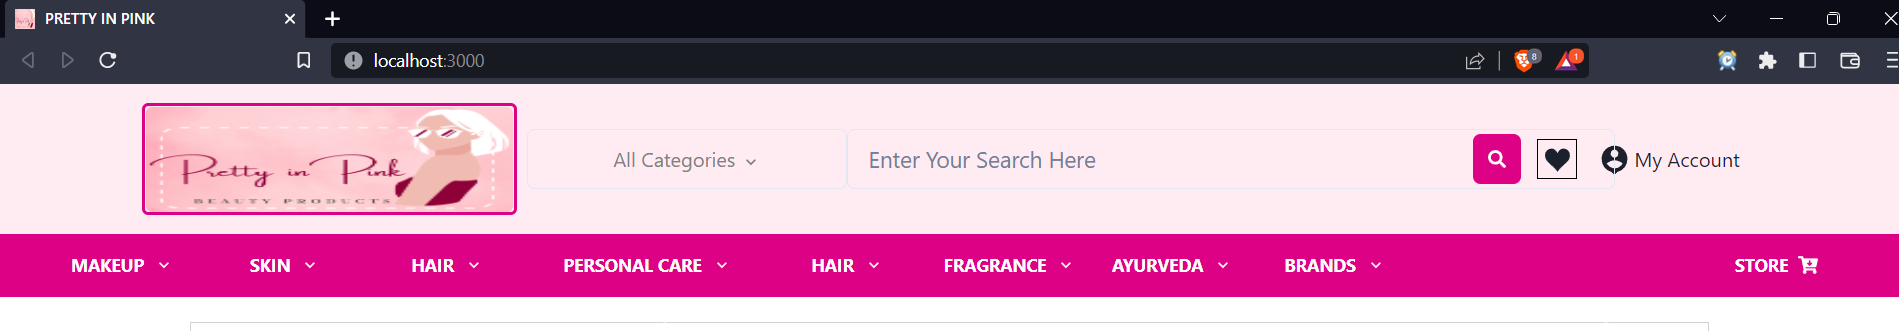 PRETTY IN PINK
localhost:3000
8
1
Pretty in Pink
BEAUTY PRODUCTS
All Categories
Enter Your Search Here
My Account
MAKEUP SKIN HAIR PERSONAL CARE HAIR FRAGRANCE AYURVEDA BRANDS STORE